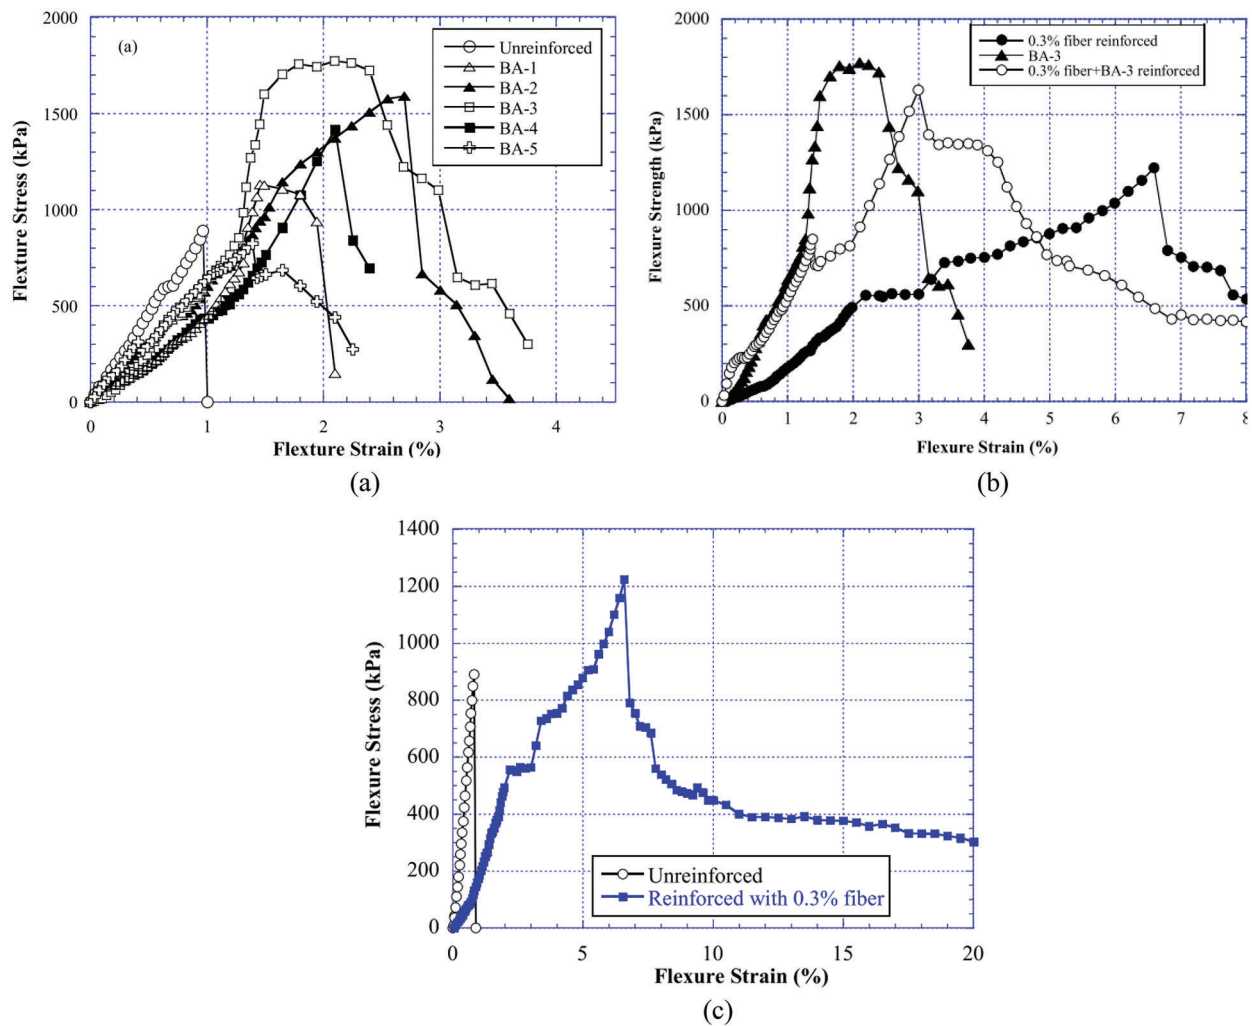 (a)
Unreinforced
BA-1
BA-2
BA-3
BA-4
BA-5
2000
1500
1000
500
0
Flexture Stress (kPa)
0 1 2 3 4
Flexture Strain (%)
(a)
0.3% fiber reinforced
BA-3
0.3% fiber+BA-3 reinforced
2000
1500
1000
500
0
Flexure Strength (kPa)
0 1 2 3 4 5 6 7 8
Flexure Strain (%)
(b)
1400
1200
1000
800
600
400
200
0
Flexure Stress (kPa)
Unreinforced
Reinforced with 0.3% fiber
0 5 10 15 20
Flexure Strain (%)
(c)